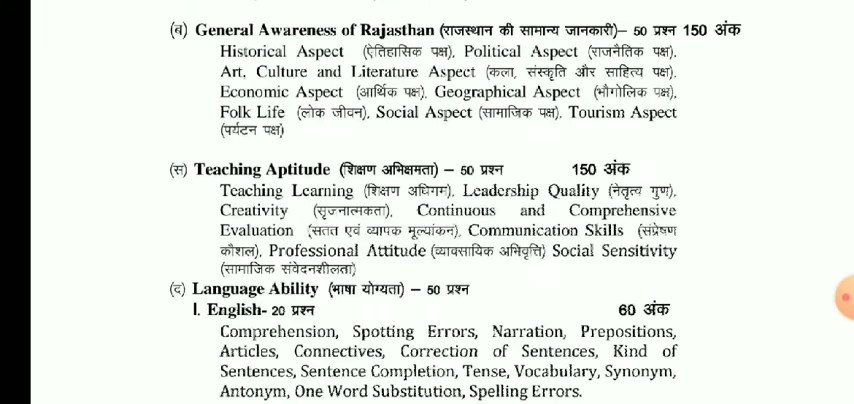 (ब) General Awareness of Rajasthan (राजस्थान की सामान्य जानकारी)– 50 प्रश्न 150 अंक
Historical Aspect (ऐतिहासिक पक्ष), Political Aspect (राजनैतिक पक्ष),
Art, Culture and Literature Aspect (कला, संस्कृति और साहित्य पक्ष),
Economic Aspect (आर्थिक पक्ष), Geographical Aspect (भौगोलिक पक्ष),
Folk Life (लोक जीवन), Social Aspect (सामाजिक पक्ष), Tourism Aspect
(पर्यटन पक्ष)
(स) Teaching Aptitude (शिक्षण अभिक्षमता) – 50 प्रश्न 150 अंक
Teaching Learning (शिक्षण अधिगम), Leadership Quality (नेतृत्व गुण),
Creativity (सृजनात्मकता), Continuous and Comprehensive
Evaluation (सतत एवं व्यापक मूल्यांकन), Communication Skills (संप्रेषण
कौशल), Professional Attitude (व्यावसायिक अभिवृत्ति) Social Sensitivity
(सामाजिक संवेदनशीलता)
(द) Language Ability (भाषा योग्यता) – 50 प्रश्न
I. English- 20 प्रश्न 60 अंक
Comprehension, Spotting Errors, Narration, Prepositions,
Articles, Connectives, Correction of Sentences, Kind of
Sentences, Sentence Completion, Tense, Vocabulary, Synonym,
Antonym, One Word Substitution, Spelling Errors.